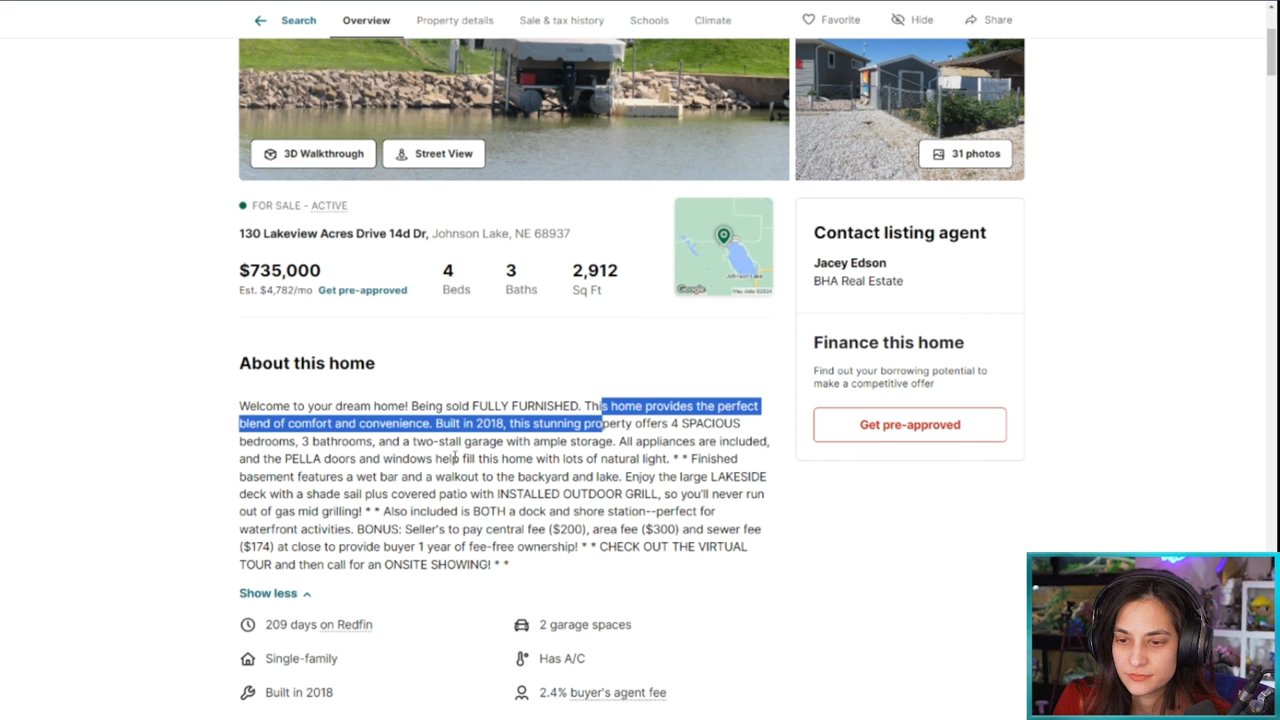 Search
Overview
Property details
Sale & tax history
Schools
Climate
Favorite
Hide
Share
3D Walkthrough
Street View
31 photos
FOR SALE - ACTIVE
130 Lakeview Acres Drive 14d Dr, Johnson Lake, NE 68937
$735,000
Est. $4,782/mo Get pre-approved
4
Beds
3
Baths
2,912
Sq Ft
Johnson Lake
Google
Map data ©2024
Contact listing agent
Jacey Edson
BHA Real Estate
Finance this home
Find out your borrowing potential to
make a competitive offer
Get pre-approved
About this home
Welcome to your dream home! Being sold FULLY FURNISHED. This home provides the perfect
blend of comfort and convenience. Built in 2018, this stunning property offers 4 SPACIOUS
bedrooms, 3 bathrooms, and a two-stall garage with ample storage. All appliances are included,
and the PELLA doors and windows help fill this home with lots of natural light. * * Finished
basement features a wet bar and a walkout to the backyard and lake. Enjoy the large LAKESIDE
deck with a shade sail plus covered patio with INSTALLED OUTDOOR GRILL, so you'll never run
out of gas mid grilling! * * Also included is BOTH a dock and shore station--perfect for
waterfront activities. BONUS: Seller's to pay central fee ($200), area fee ($300) and sewer fee
($174) at close to provide buyer 1 year of fee-free ownership! * * CHECK OUT THE VIRTUAL
TOUR and then call for an ONSITE SHOWING! * *
Show less
209 days on Redfin
2 garage spaces
Single-family
Has A/C
Built in 2018
2.4% buyer's agent fee